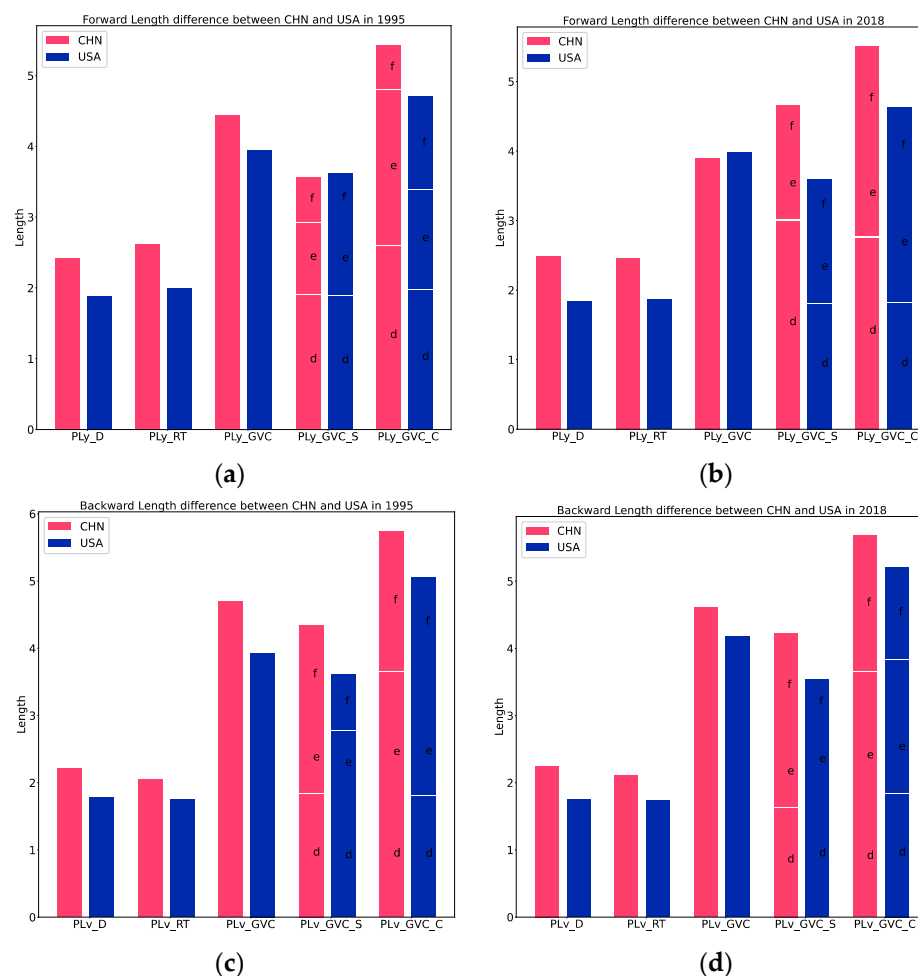 Forward Length difference between CHN and USA in 1995
CHN
USA
Length
5
4
3
2
1
0
f
e
d
f
e
d
f
e
d
f
e
d
PLy_D PLy_RT PLy_GVC PLy_GVC_S PLy_GVC_C
(a)
Forward Length difference between CHN and USA in 2018
CHN
USA
Length
5
4
3
2
1
0
f
e
d
f
e
d
f
e
d
f
e
d
PLy_D PLy_RT PLy_GVC PLy_GVC_S PLy_GVC_C
(b)
Backward Length difference between CHN and USA in 1995
CHN
USA
Length
6
5
4
3
2
1
0
f
e
d
f
e
d
f
e
d
f
e
d
PLv_D PLv_RT PLv_GVC PLv_GVC_S PLv_GVC_C
(c)
Backward Length difference between CHN and USA in 2018
CHN
USA
Length
5
4
3
2
1
0
f
e
d
f
e
d
f
e
d
f
e
d
PLv_D PLv_RT PLv_GVC PLv_GVC_S PLv_GVC_C
(d)